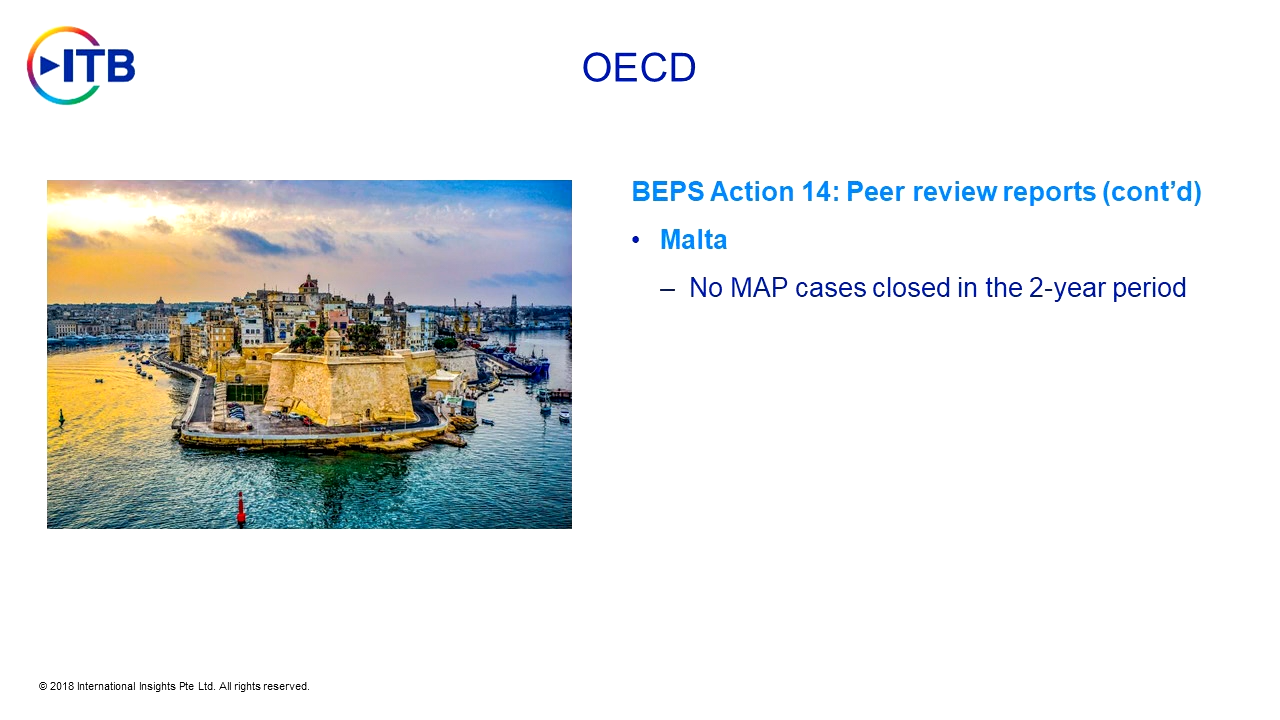 ITB
OECD
BEPS Action 14: Peer review reports (cont’d)
• Malta
– No MAP cases closed in the 2-year period
© 2018 International Insights Pte Ltd. All rights reserved.